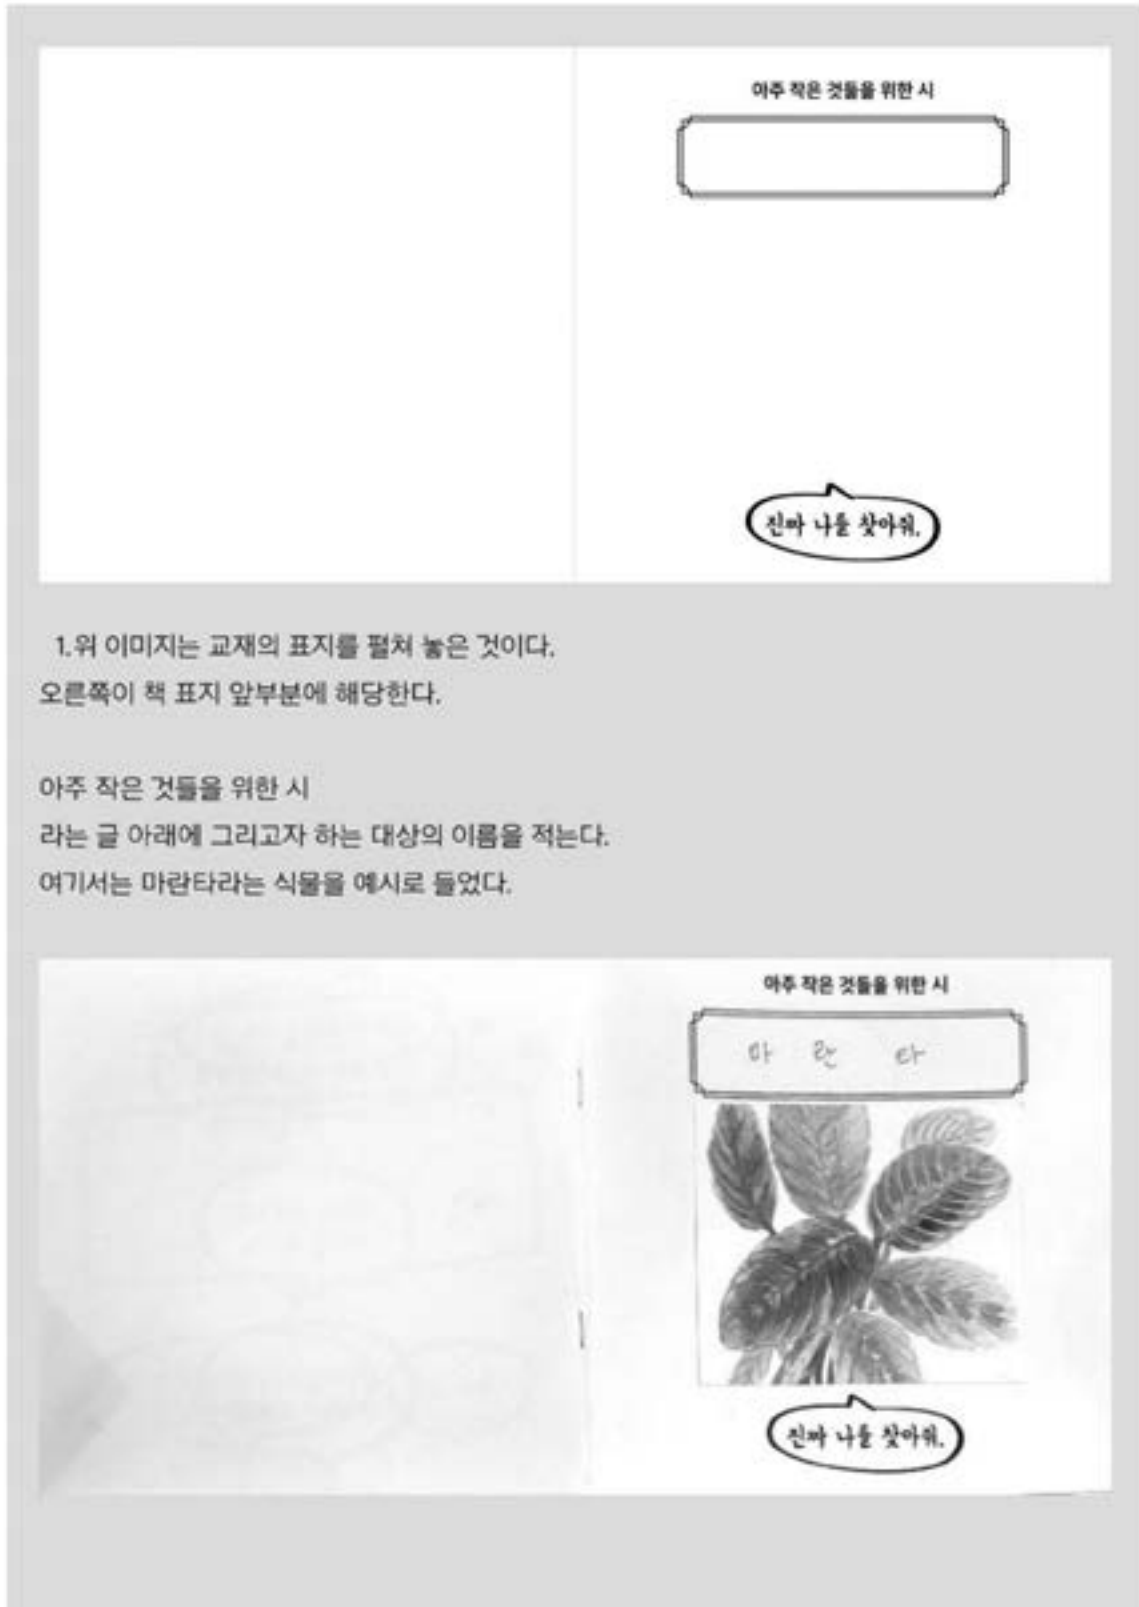 아주 작은 것들을 위한 시
진짜 나를 찾아줘.
1.위 이미지는 교재의 표지를 펼쳐 놓은 것이다.
오른쪽이 책 표지 앞부분에 해당한다.
아주 작은 것들을 위한 시
라는 글 아래에 그리고자 하는 대상의 이름을 적는다.
여기서는 마란타라는 식물을 예시로 들었다.
아주 작은 것들을 위한 시
마 란 타
진짜 나를 찾아줘.